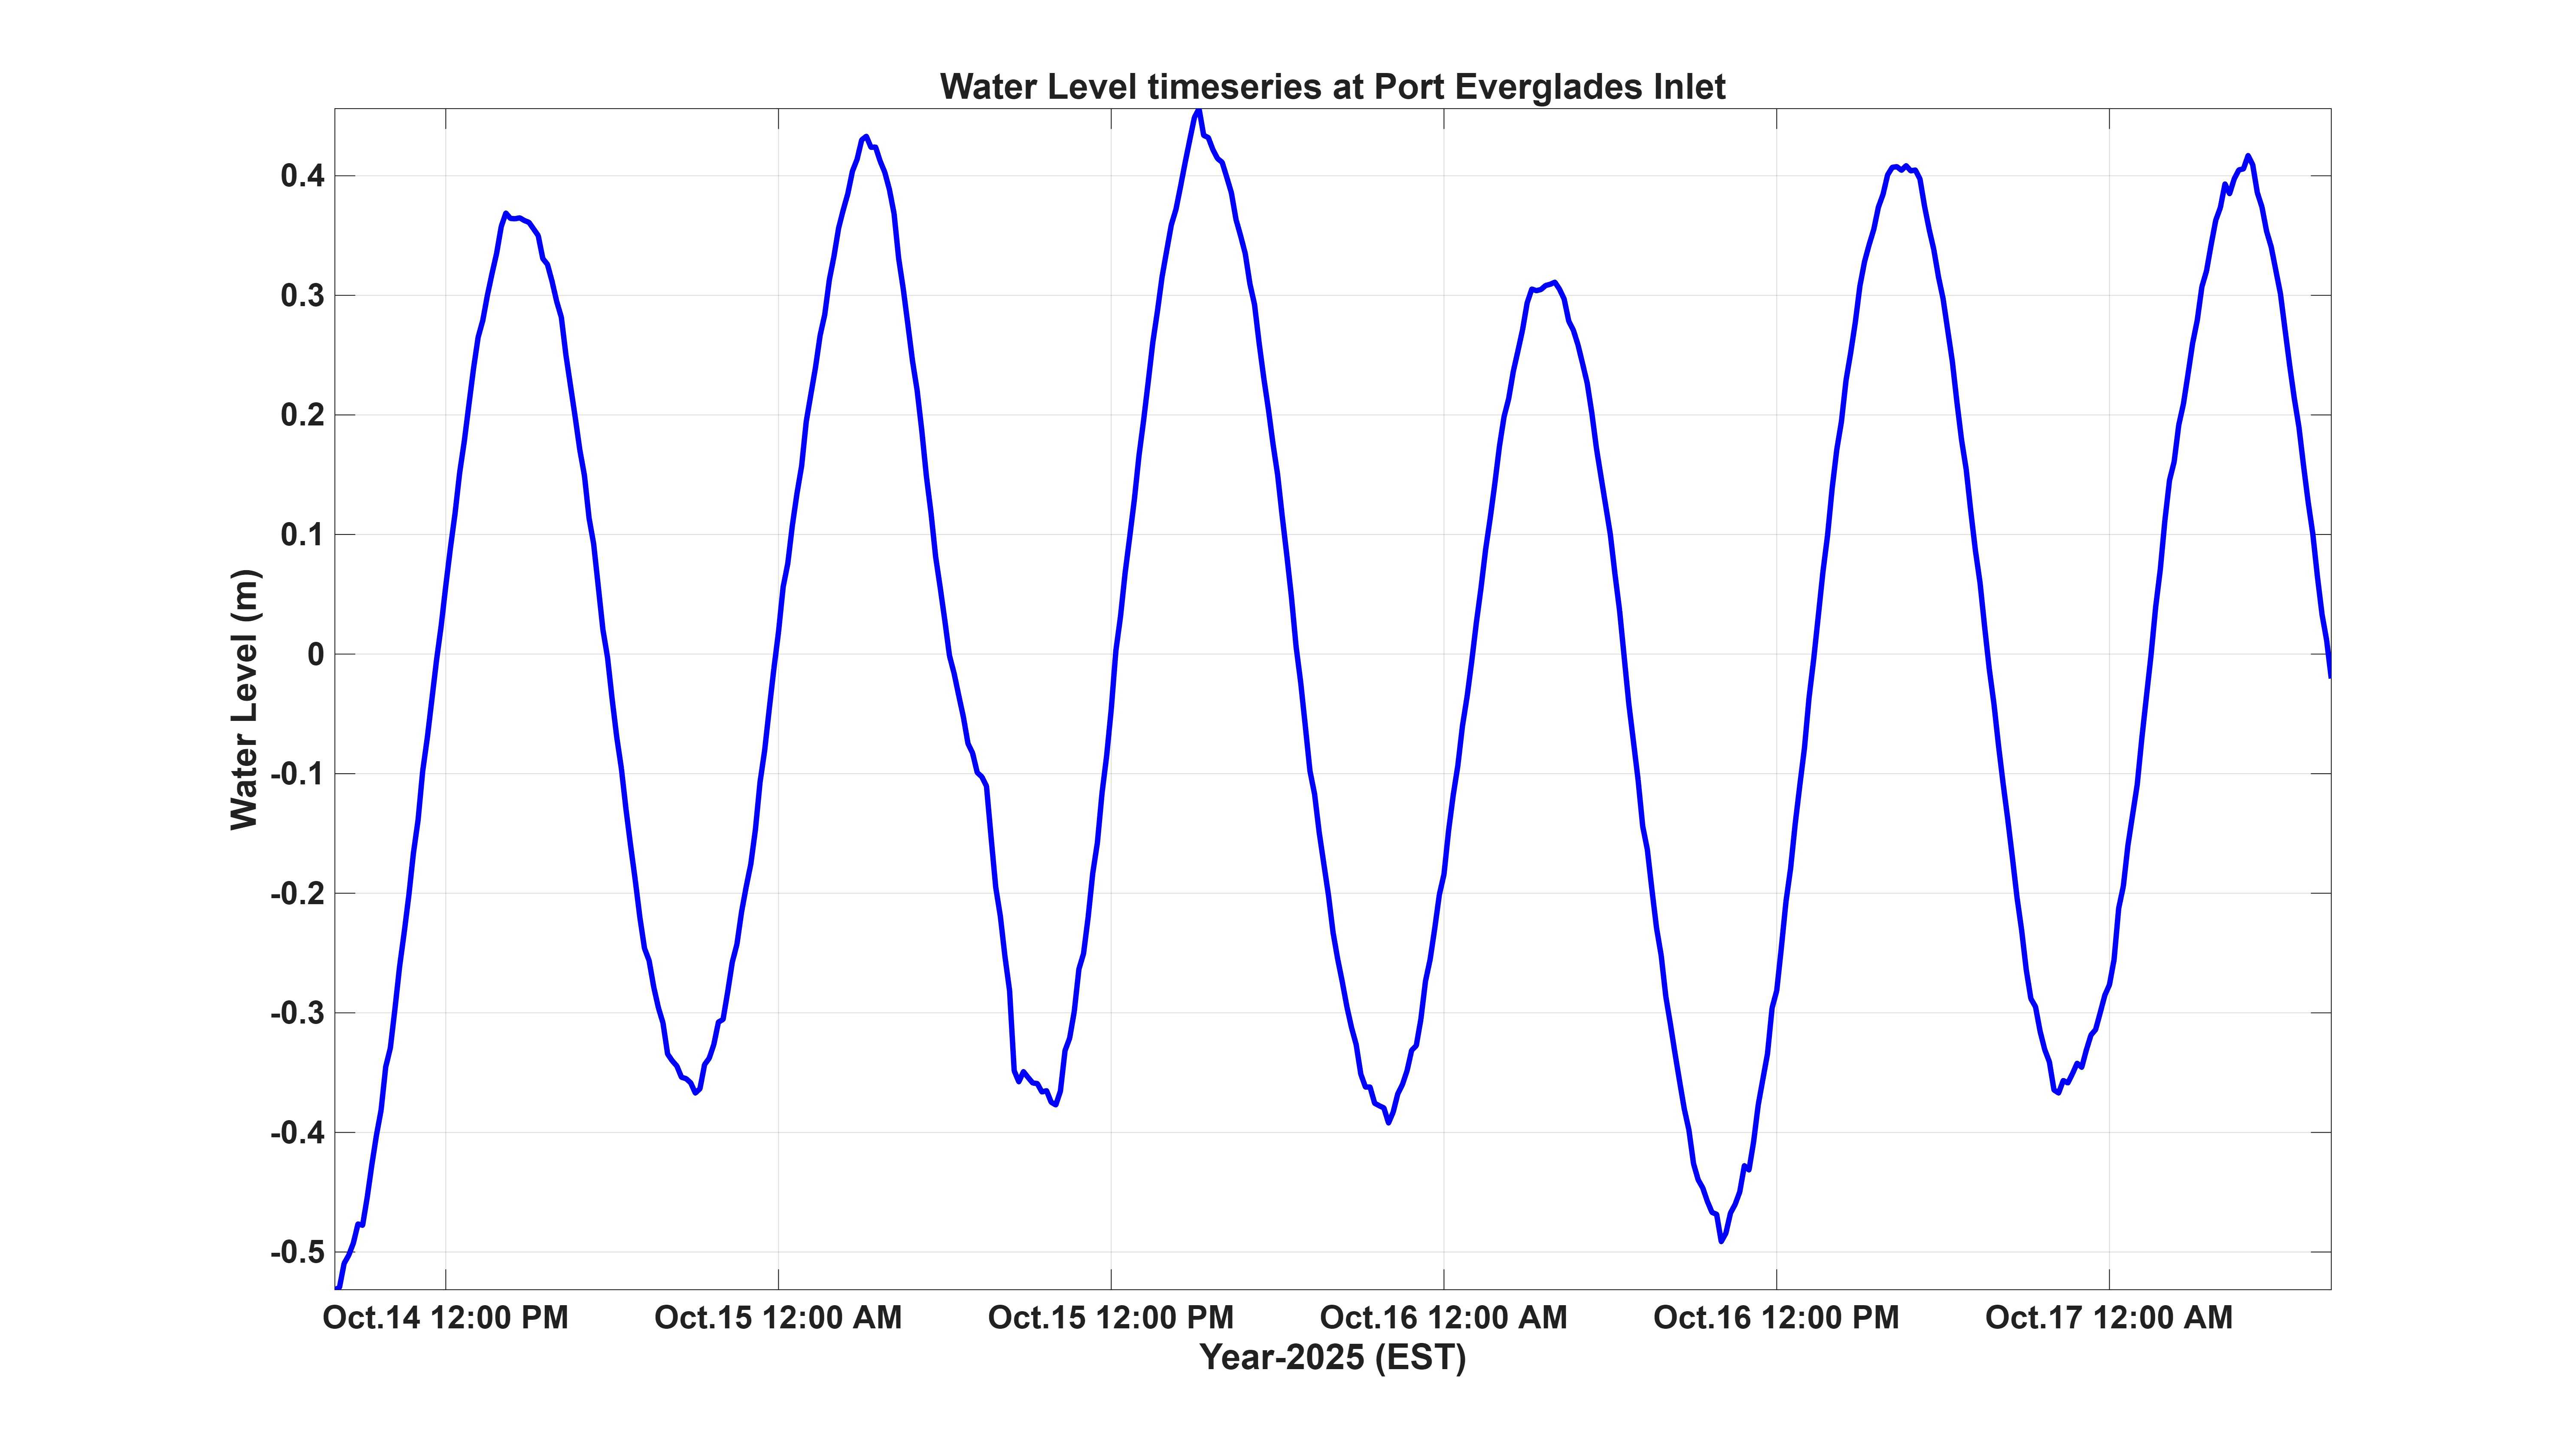 Water Level timeseries at Port Everglades Inlet
0.4
0.3
0.2
0.1
0
-0.1
-0.2
-0.3
-0.4
-0.5
Water Level (m)
Oct.14 12:00 PM Oct.15 12:00 AM Oct.15 12:00 PM Oct.16 12:00 AM Oct.16 12:00 PM Oct.17 12:00 AM
Year-2025 (EST)